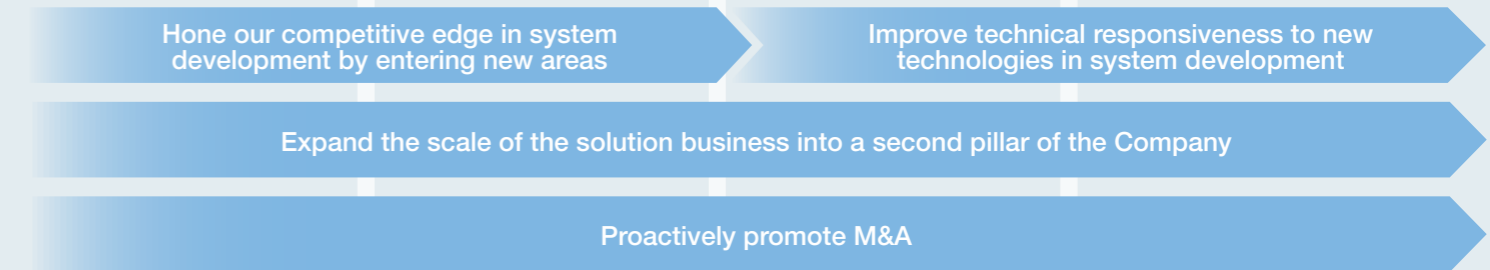 Hone our competitive edge in system
development by entering new areas
Improve technical responsiveness to new
technologies in system development
Expand the scale of the solution business into a second pillar of the Company
Proactively promote M&A